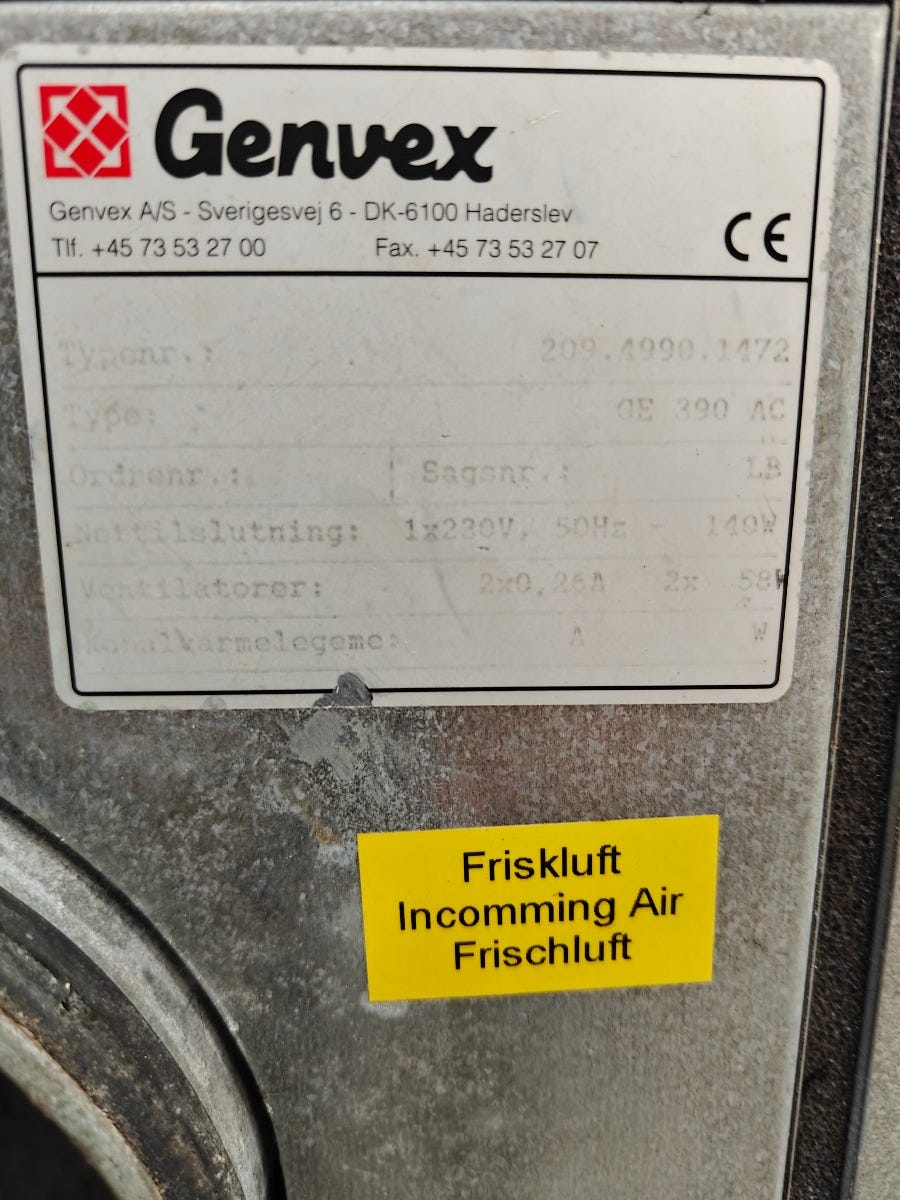 Genvex
Genvex A/S - Sverigesvej 6 - DK-6100 Haderslev
Tlf. +45 73 53 27 00 Fax. +45 73 53 27 07
CE
Typenr.: 209.4990.1472
Type: GE 390 AC
Ordrenr.: Sagsnr.: LB
Nettilslutning: 1x230V, 50Hz - 140W
Ventilatorer: 2x0,26A 2x 58W
Kanalvarmelegeme: A W
Friskluft
Incomming Air
Frischluft